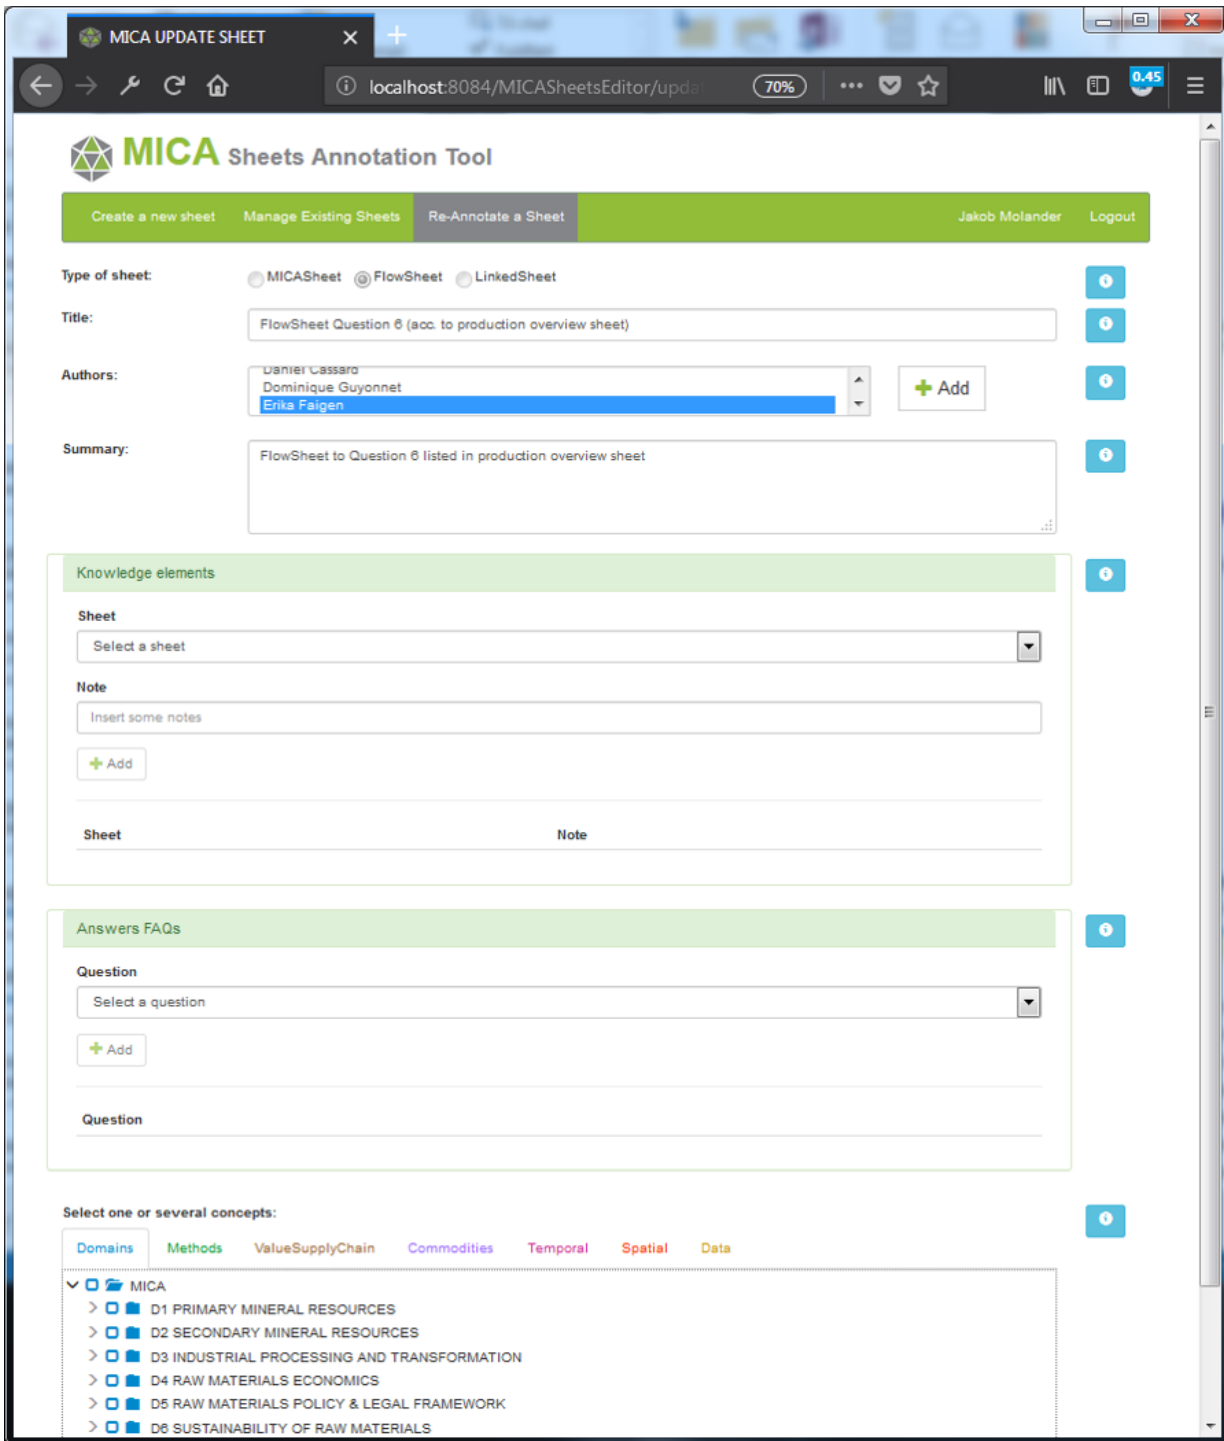 MICA UPDATE SHEET
localhost:8084/MICASheetsEditor/upda
70%
0.45
MICA Sheets Annotation Tool
Create a new sheet Manage Existing Sheets Re-Annotate a Sheet Jakob Molander Logout
Type of sheet: MICASheet FlowSheet LinkedSheet
Title: FlowSheet Question 6 (acc. to production overview sheet)
Authors: Daniel Cassard
Dominique Guyonnet
Erika Faigen
Add
Summary: FlowSheet to Question 6 listed in production overview sheet
Knowledge elements
Sheet
Select a sheet
Note
Insert some notes
Add
Sheet Note
Answers FAQs
Question
Select a question
Add
Question
Select one or several concepts:
Domains Methods ValueSupplyChain Commodities Temporal Spatial Data
MICA
D1 PRIMARY MINERAL RESOURCES
D2 SECONDARY MINERAL RESOURCES
D3 INDUSTRIAL PROCESSING AND TRANSFORMATION
D4 RAW MATERIALS ECONOMICS
D5 RAW MATERIALS POLICY & LEGAL FRAMEWORK
D6 SUSTAINABILITY OF RAW MATERIALS